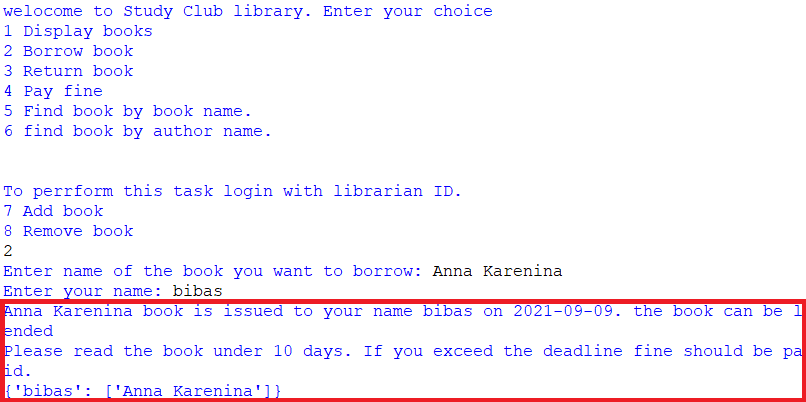 welocome to Study Club library. Enter your choice
1 Display books
2 Borrow book
3 Return book
4 Pay fine
5 Find book by book name.
6 find book by author name.
To perrform this task login with librarian ID.
7 Add book
8 Remove book
2
Enter name of the book you want to borrow: Anna Karenina
Enter your name: bibas
Anna Karenina book is issued to your name bibas on 2021-09-09. the book can be l
ended
Please read the book under 10 days. If you exceed the deadline fine should be pa
id.
{'bibas': ['Anna Karenina']}